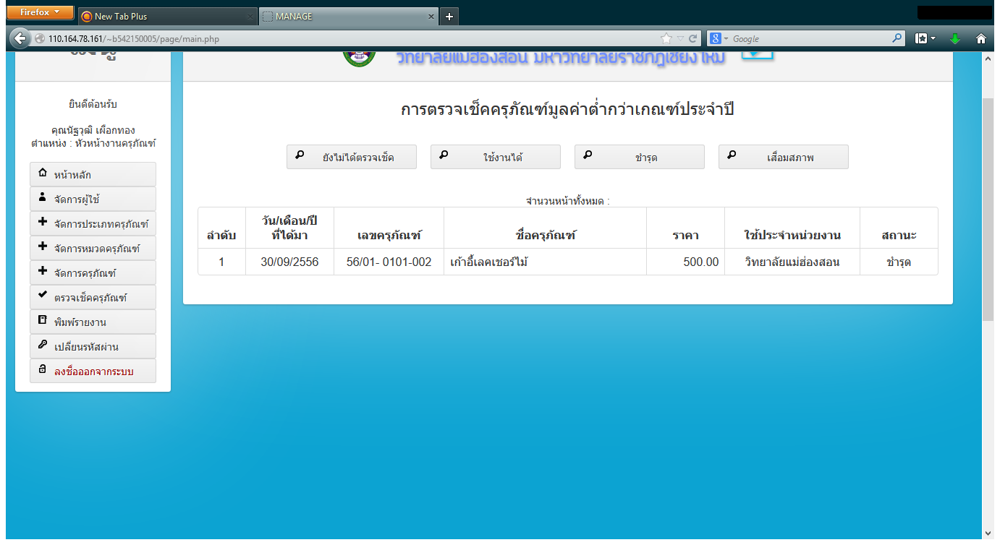 Firefox
New Tab Plus
MANAGE
110.164.78.161/~b542150005/page/main.php
Google
วิทยาลัยแม่ฮ่องสอน มหาวิทยาลัยราชภัฏเชียงใหม่
ยินดีต้อนรับ
คุณนัฐวุฒิ เผือกทอง
ตำแหน่ง : หัวหน้างานครุภัณฑ์
หน้าหลัก
จัดการผู้ใช้
จัดการประเภทครุภัณฑ์
จัดการหมวดครุภัณฑ์
จัดการครุภัณฑ์
ตรวจเช็คครุภัณฑ์
พิมพ์รายงาน
เปลี่ยนรหัสผ่าน
ลงชื่อออกจากระบบ
การตรวจเช็คครุภัณฑ์มูลค่าต่ำกว่าเกณฑ์ประจำปี
ยังไม่ได้ตรวจเช็ค ใช้งานได้ ชำรุด เสื่อมสภาพ
จำนวนหน้าทั้งหมด :
ลำดับ วัน/เดือน/ปี ที่ได้มา เลขครุภัณฑ์ ชื่อครุภัณฑ์ ราคา ใช้ประจำหน่วยงาน สถานะ
1 30/09/2556 56/01- 0101-002 เก้าอี้เลคเชอร์ไม้ 500.00 วิทยาลัยแม่ฮ่องสอน ชำรุด